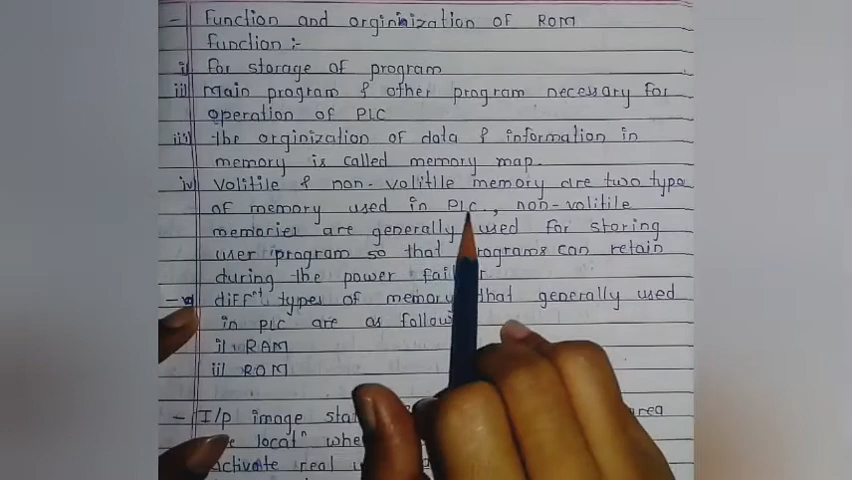 - Function and orgininization of ROM
Function :-
i) for storage of program
ii) Main program & other program necessary for
operation of PLC
iii) the orginization of data & information in
memory is called memory map.
iv) volitile & non-volitile memory are two type
of memory used in PLC, non-volitile
memories are generally used for storing
user program so that programs can retain
during the power
- v) diffnt types of memory that generally used
in PLC are as
i) RAM
ii) ROM
- I/p image area
localn
activate real